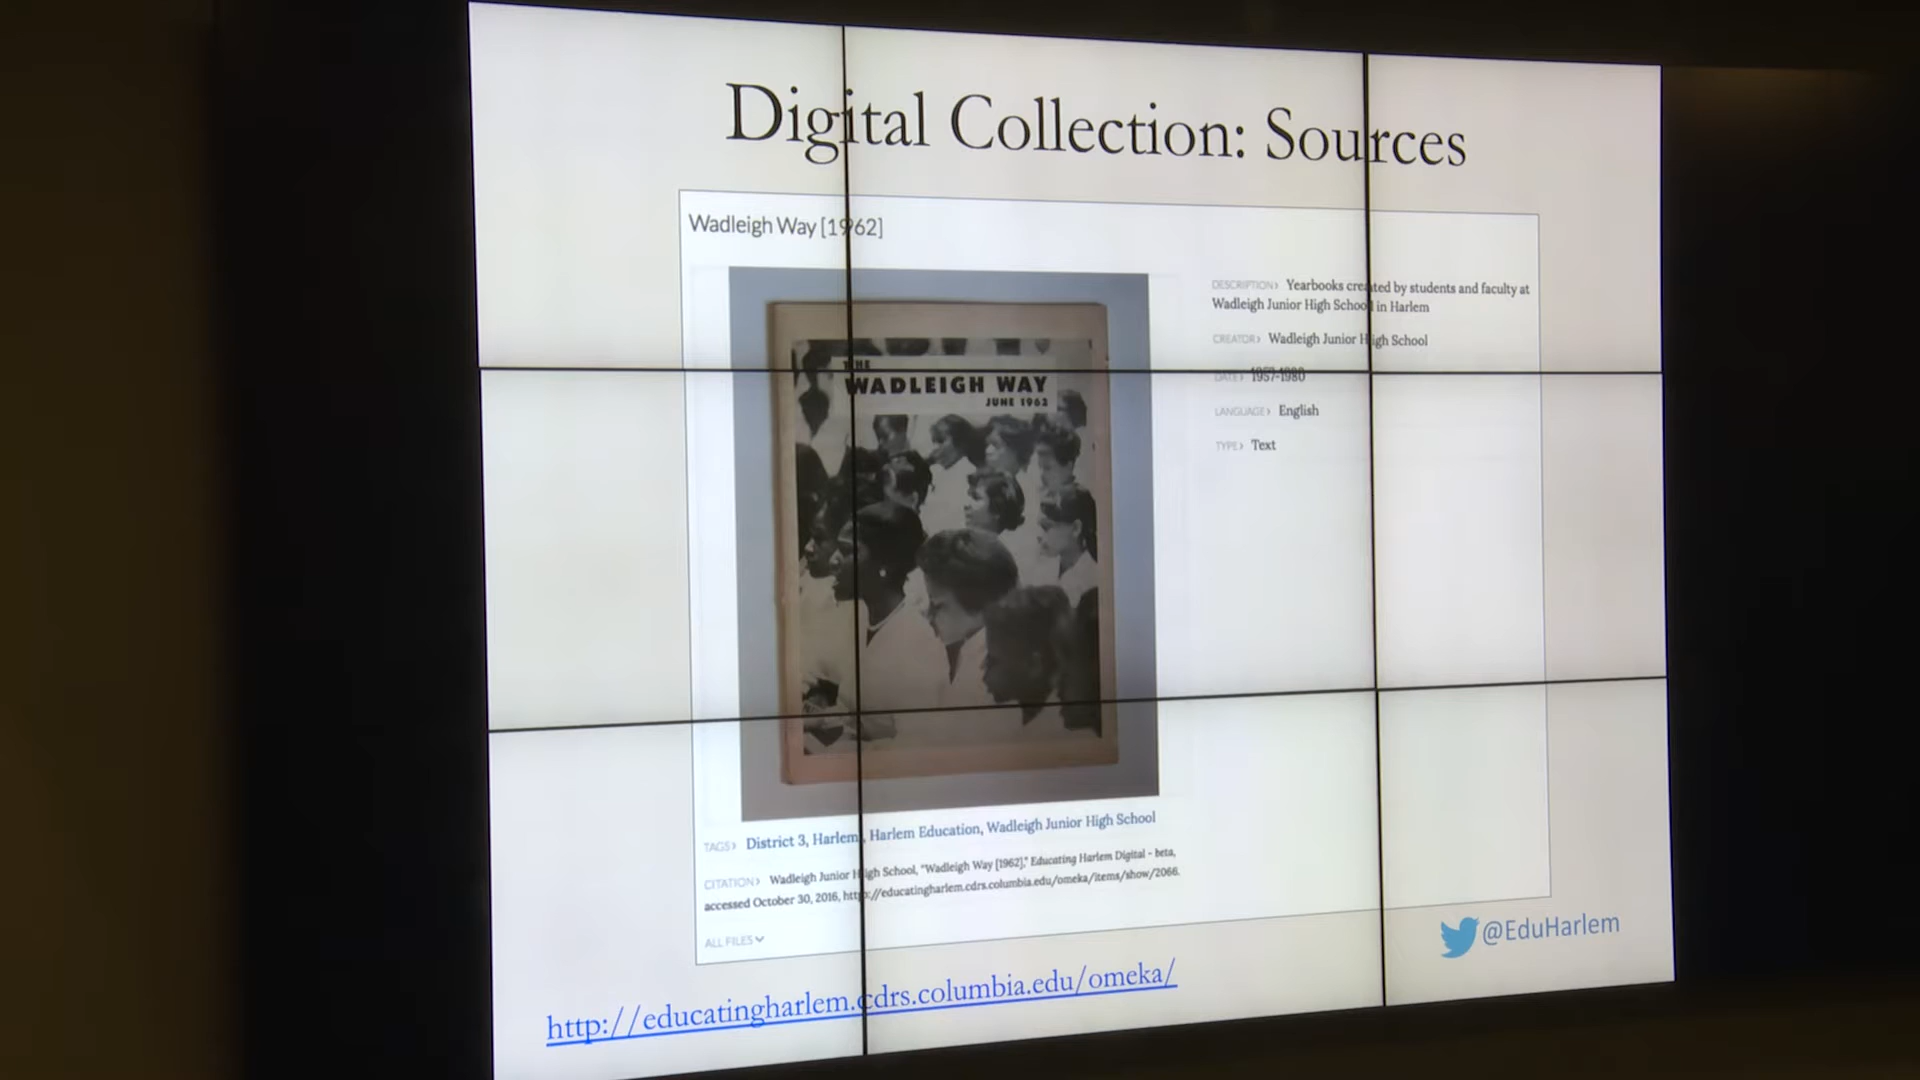 Digital Collection: Sources
Wadleigh Way [1962]
THE
WADLEIGH WAY
JUNE 1962
DESCRIPTION› Yearbooks created by students and faculty at
Wadleigh Junior High School in Harlem
CREATOR› Wadleigh Junior High School
DATE› 1957-1980
LANGUAGE› English
TYPE› Text
TAGS› District 3, Harlem, Harlem Education, Wadleigh Junior High School
CITATION› Wadleigh Junior High School, "Wadleigh Way [1962]," Educating Harlem Digital - beta,
accessed October 30, 2016, http://educatingharlem.cdrs.columbia.edu/omeka/items/show/2066.
ALL FILES
@EduHarlem
http://educatingharlem.cdrs.columbia.edu/omeka/